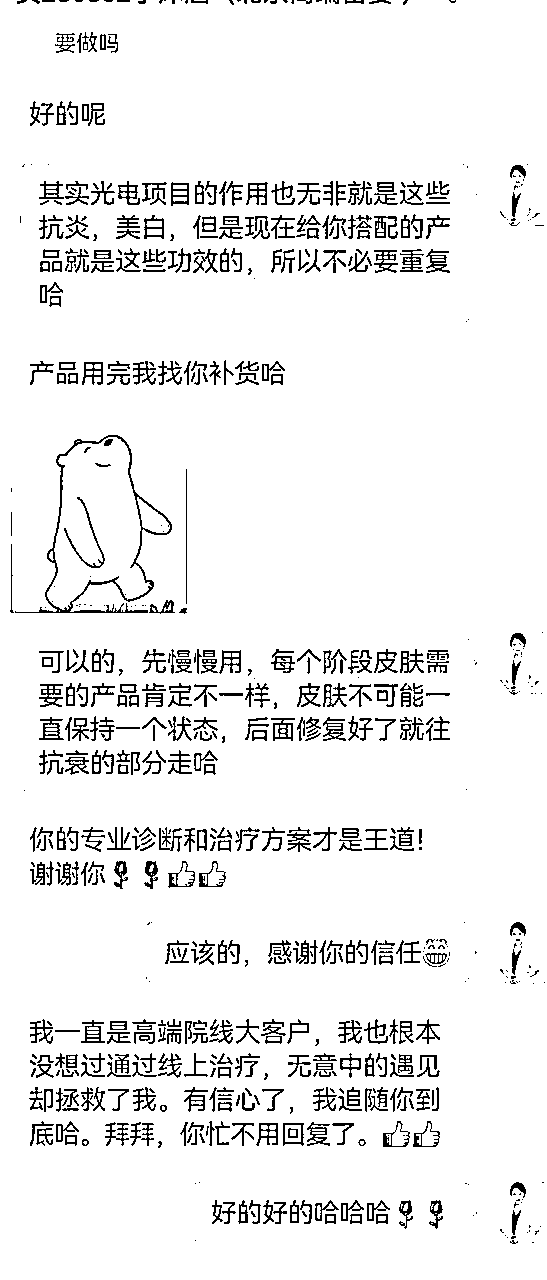 要做吗
好的呢
其实光电项目的作用也无非就是这些
抗炎，美白，但是现在给你搭配的产
品就是这些功效的，所以不必要重复
哈
产品用完我找你补货哈
可以的，先慢慢用，每个阶段皮肤需
要的产品肯定不一样，皮肤不可能一
直保持一个状态，后面修复好了就往
抗衰的部分走哈
你的专业诊断和治疗方案才是王道！
谢谢你🌹🌹👍👍
应该的，感谢你的信任😁
我一直是高端院线大客户，我也根本
没想过通过线上治疗，无意中的遇见
却拯救了我。有信心了，我追随你到
底哈。拜拜，你忙不用回复了。👍👍
好的好的哈哈哈🌹🌹